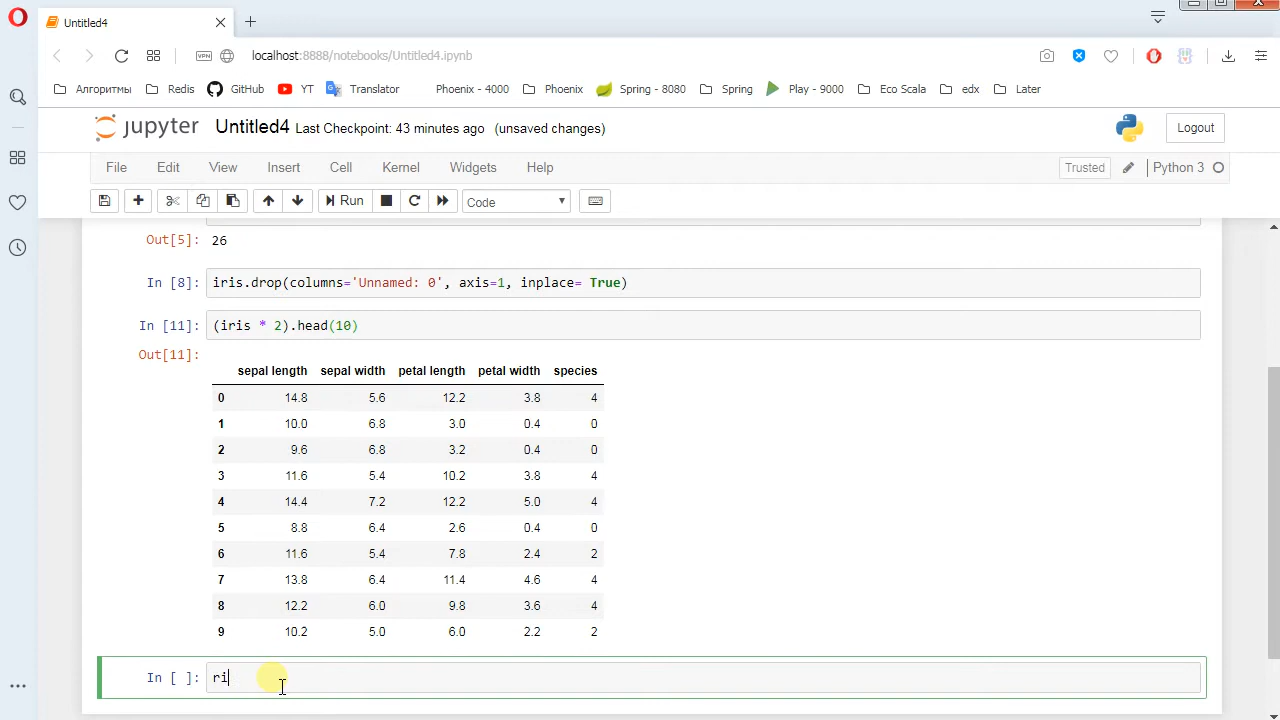 Untitled4
VPN
localhost:8888/notebooks/Untitled4.ipynb
Алгоритмы Redis GitHub YT Translator Phoenix - 4000 Phoenix Spring - 8080 Spring Play - 9000 Eco Scala edx Later
jupyter Untitled4 Last Checkpoint: 43 minutes ago (unsaved changes) Logout
File Edit View Insert Cell Kernel Widgets Help Trusted Python 3
Run Code
Out[5]: 26
In [8]: iris.drop(columns='Unnamed: 0', axis=1, inplace= True)
In [11]: (iris * 2).head(10)
Out[11]:
sepal length sepal width petal length petal width species
0 14.8 5.6 12.2 3.8 4
1 10.0 6.8 3.0 0.4 0
2 9.6 6.8 3.2 0.4 0
3 11.6 5.4 10.2 3.8 4
4 14.4 7.2 12.2 5.0 4
5 8.8 6.4 2.6 0.4 0
6 11.6 5.4 7.8 2.4 2
7 13.8 6.4 11.4 4.6 4
8 12.2 6.0 9.8 3.6 4
9 10.2 5.0 6.0 2.2 2
In [ ]: ri